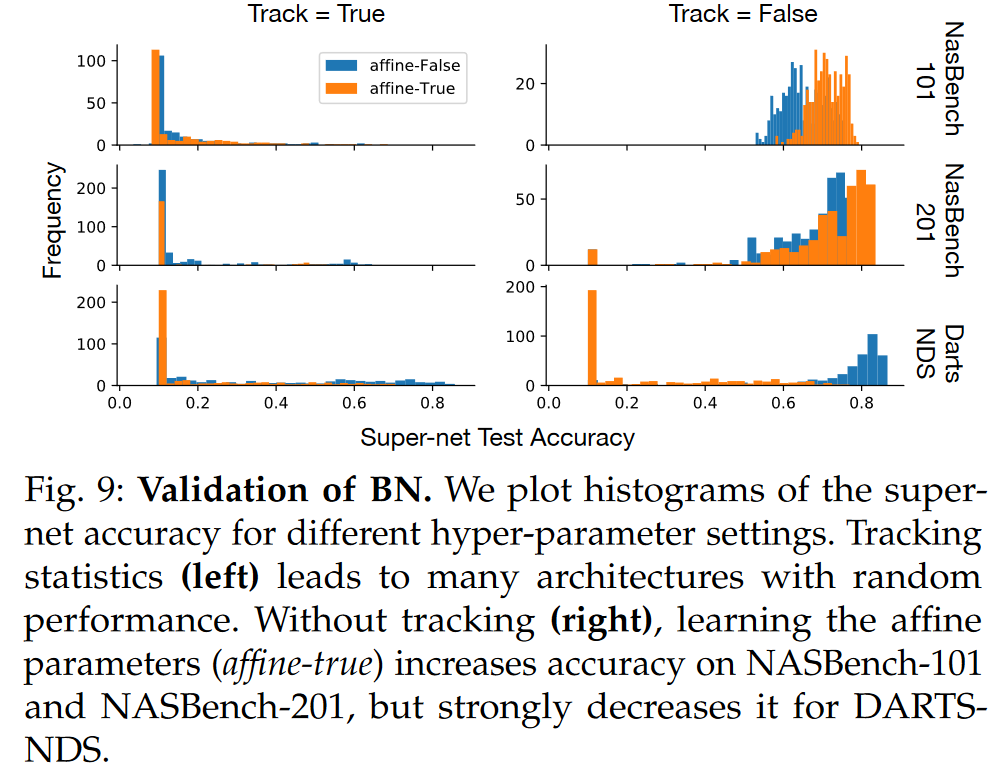 Track = True
Track = False
100
50
0
affine-False
affine-True
20
0
NasBench
101
200
100
0
50
0
NasBench
201
200
100
0
0.0 0.2 0.4 0.6 0.8
200
100
0
0.0 0.2 0.4 0.6 0.8
Darts
NDS
Frequency
Super-net Test Accuracy
Fig. 9: Validation of BN. We plot histograms of the super-
net accuracy for different hyper-parameter settings. Tracking
statistics (left) leads to many architectures with random
performance. Without tracking (right), learning the affine
parameters (affine-true) increases accuracy on NASBench-101
and NASBench-201, but strongly decreases it for DARTS-
NDS.